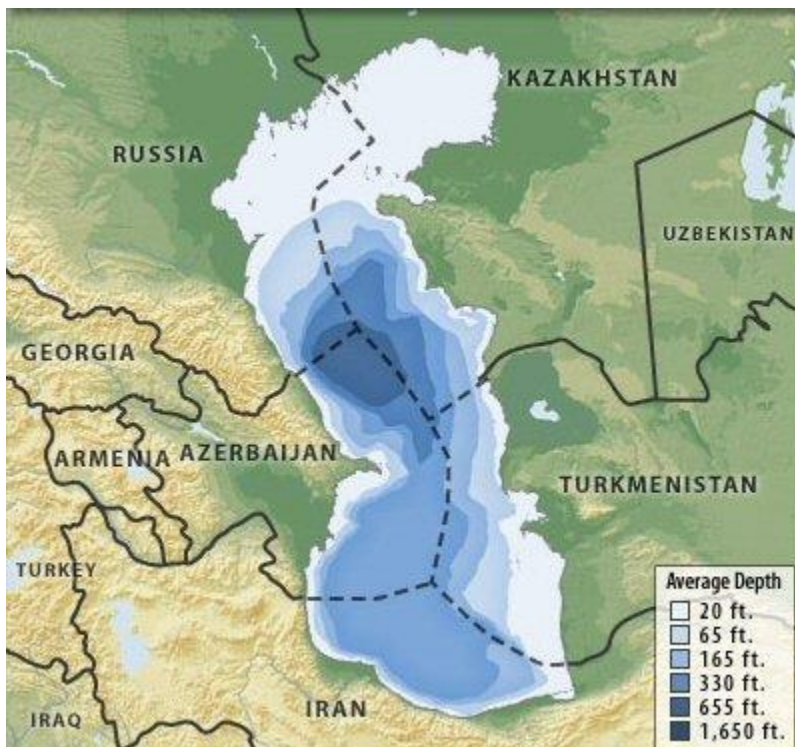 KAZAKHSTAN
RUSSIA
UZBEKISTAN
GEORGIA
ARMENIA
AZERBAIJAN
TURKMENISTAN
TURKEY
IRAN
IRAQ
Average Depth
20 ft.
65 ft.
165 ft.
330 ft.
655 ft.
1,650 ft.